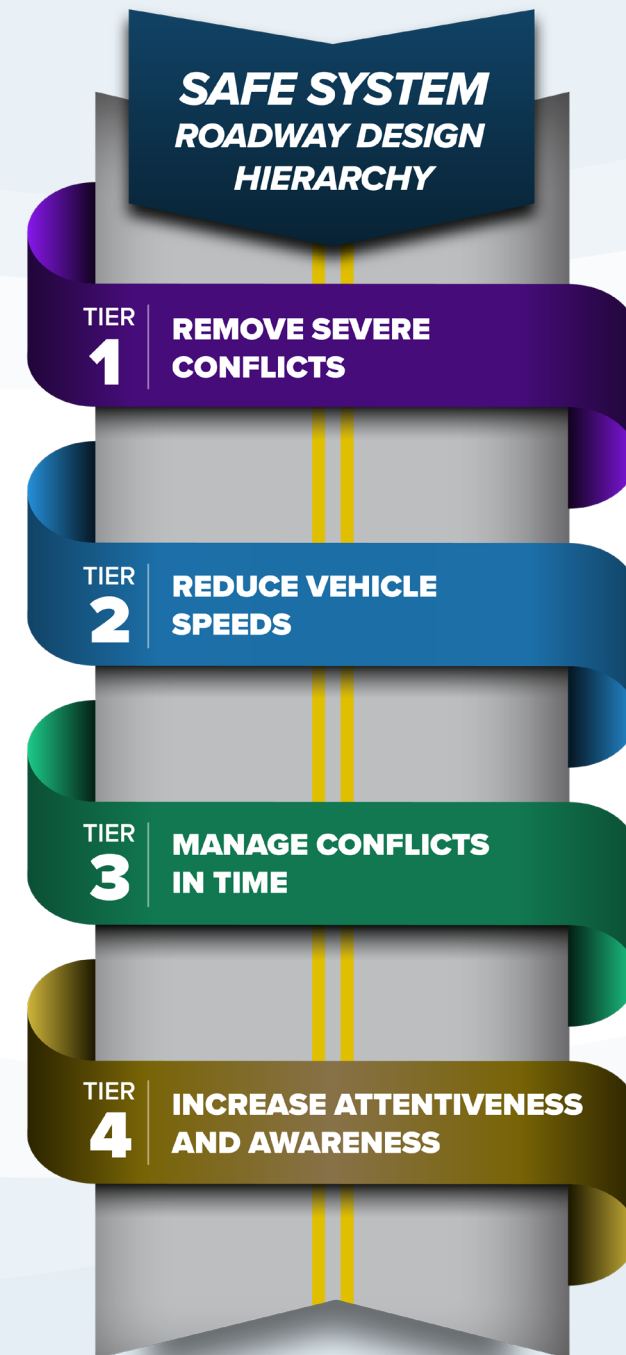 SAFE SYSTEM
ROADWAY DESIGN
HIERARCHY
TIER
1
REMOVE SEVERE
CONFLICTS
TIER
2
REDUCE VEHICLE
SPEEDS
TIER
3
MANAGE CONFLICTS
IN TIME
TIER
4
INCREASE ATTENTIVENESS
AND AWARENESS